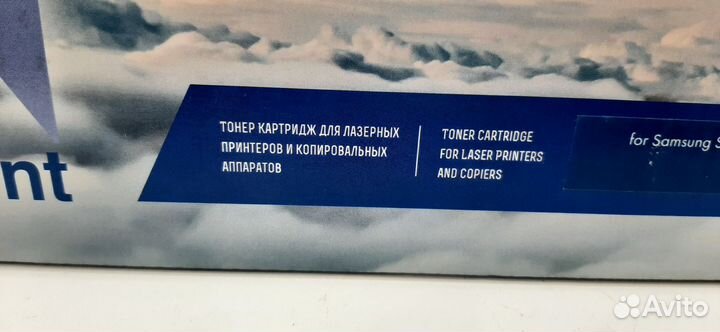 ТОНЕР КАРТРИДЖ ДЛЯ ЛАЗЕРНЫХ
ПРИНТЕРОВ И КОПИРОВАЛЬНЫХ
АППАРАТОВ
TONER CARTRIDGE
FOR LASER PRINTERS
AND COPIERS
for Samsung S
nt
Avito